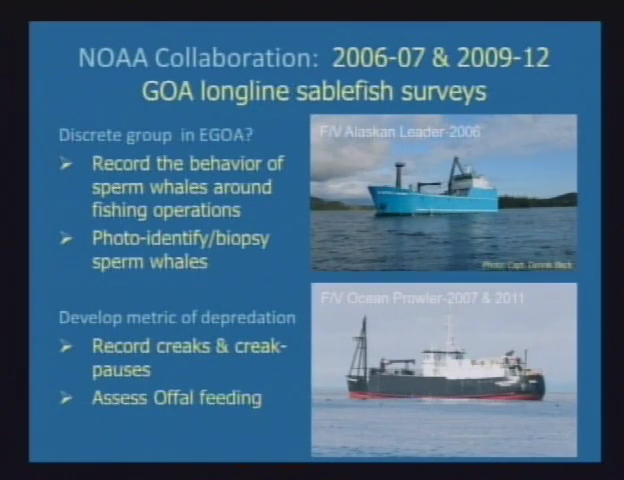 NOAA Collaboration: 2006-07 & 2009-12
GOA longline sablefish surveys
Discrete group in EGOA?
Record the behavior of
sperm whales around
fishing operations
Photo-identify/biopsy
sperm whales
Develop metric of depredation
Record creaks & creak-
pauses
Assess Offal feeding
F/V Alaskan Leader-2006
Photo: Capt.
F/V Ocean Prowler-2007 & 2011